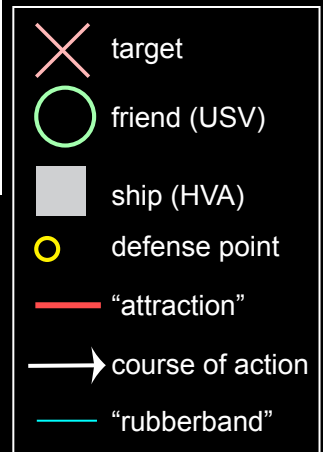 target
friend (USV)
ship (HVA)
defense point
“attraction”
course of action
“rubberband”